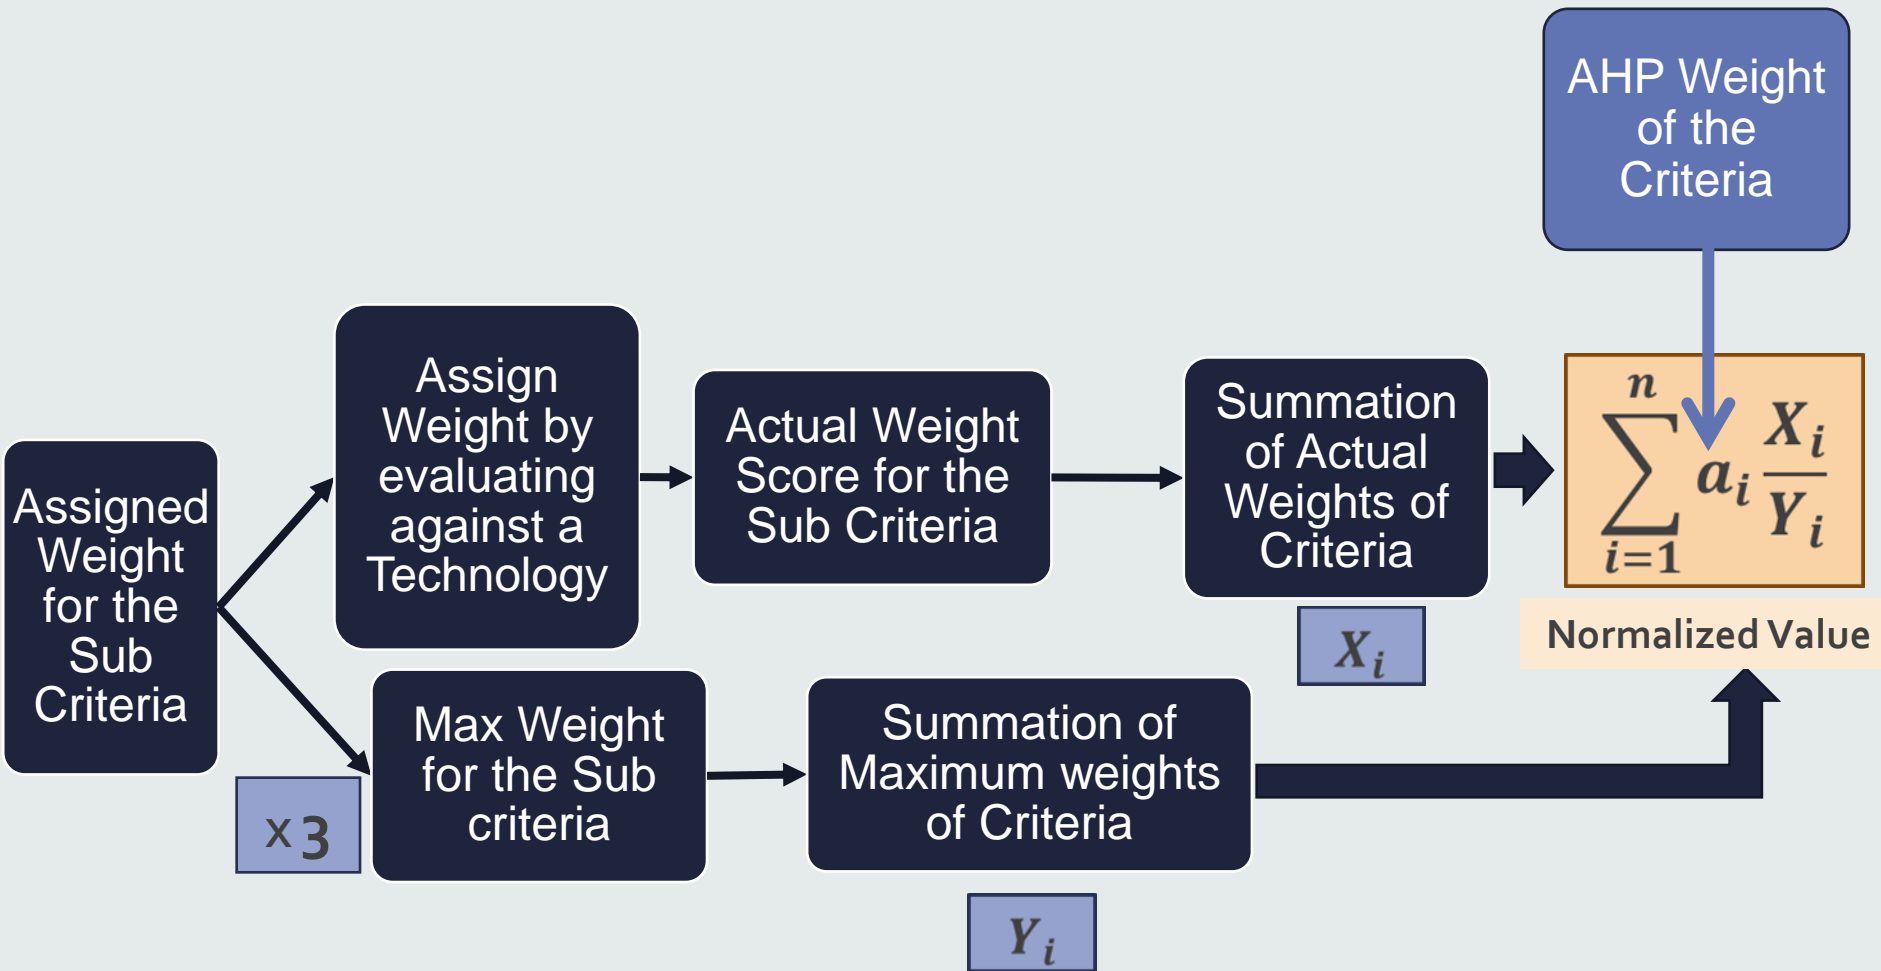 AHP Weight
of the
Criteria
Assigned
Weight
for the
Sub
Criteria
Assign
Weight by
evaluating
against a
Technology
Actual Weight
Score for the
Sub Criteria
Summation
of Actual
Weights of
Criteria
n
∑ a_i X_i / Y_i
i=1
X_i
Normalized Value
x 3
Max Weight
for the Sub
criteria
Summation of
Maximum weights
of Criteria
Y_i